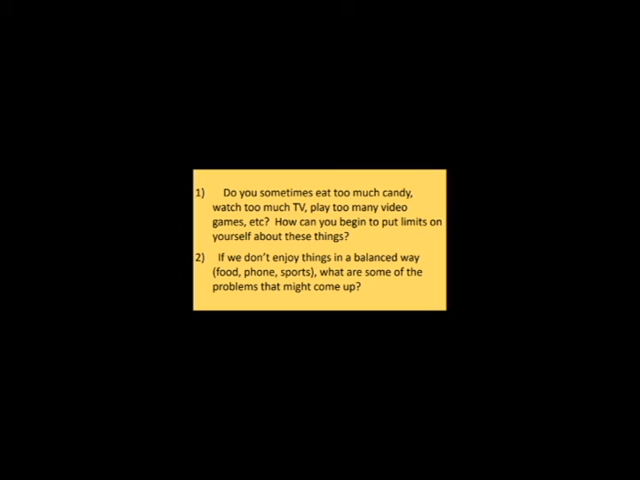 1) Do you sometimes eat too much candy,
watch too much TV, play too many video
games, etc? How can you begin to put limits on
yourself about these things?
2) If we don't enjoy things in a balanced way
(food, phone, sports), what are some of the
problems that might come up?